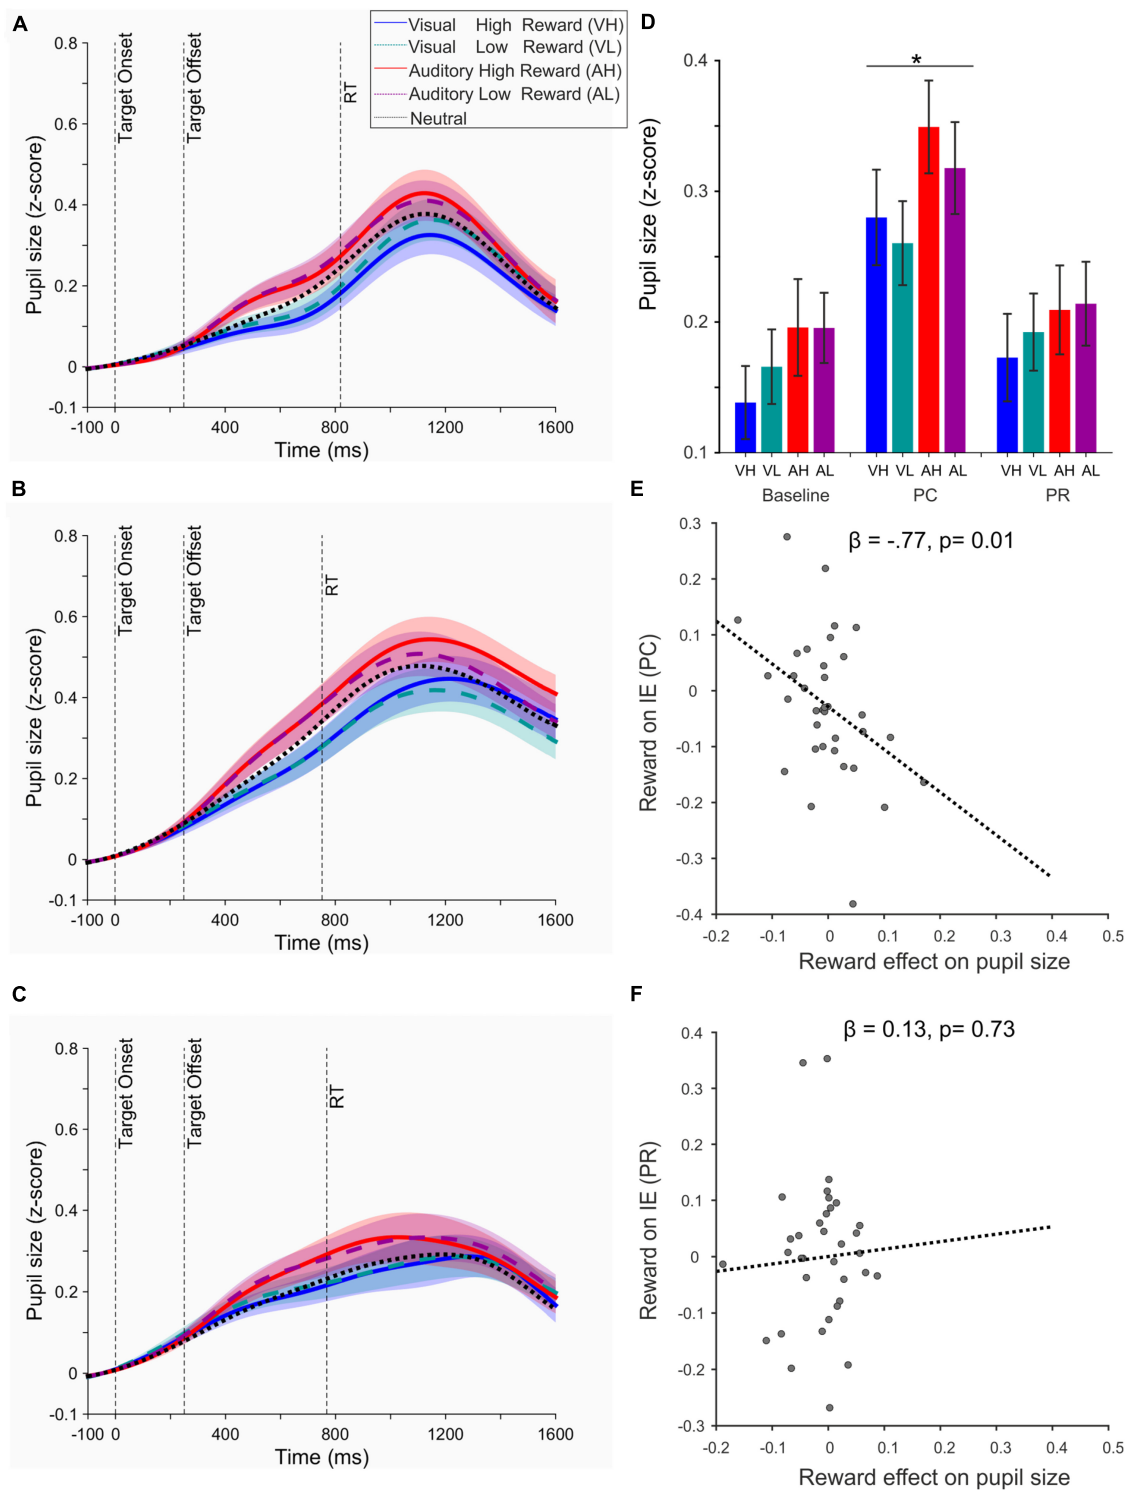 A
0.8
0.6
0.4
0.2
0
-0.1
Pupil size (z-score)
Target Onset
Target Offset
RT
-100 0 400 800 1200 1600
Time (ms)
Visual High Reward (VH)
Visual Low Reward (VL)
Auditory High Reward (AH)
Auditory Low Reward (AL)
Neutral
B
0.8
0.6
0.4
0.2
0
-0.1
Pupil size (z-score)
Target Onset
Target Offset
RT
-100 0 400 800 1200 1600
Time (ms)
C
0.8
0.6
0.4
0.2
0
-0.1
Pupil size (z-score)
Target Onset
Target Offset
RT
-100 0 400 800 1200 1600
Time (ms)
D
0.4
0.3
0.2
0.1
Pupil size (z-score)
*
VH VL AH AL VH VL AH AL VH VL AH AL
Baseline PC PR
E
0.3
0.2
0.1
0
-0.1
-0.2
-0.3
-0.4
Reward on IE (PC)
β = -.77, p= 0.01
-0.2 -0.1 0 0.1 0.2 0.3 0.4 0.5
Reward effect on pupil size
F
0.4
0.3
0.2
0.1
0
-0.1
-0.2
-0.3
Reward on IE (PR)
β = 0.13, p= 0.73
-0.2 -0.1 0 0.1 0.2 0.3 0.4 0.5
Reward effect on pupil size